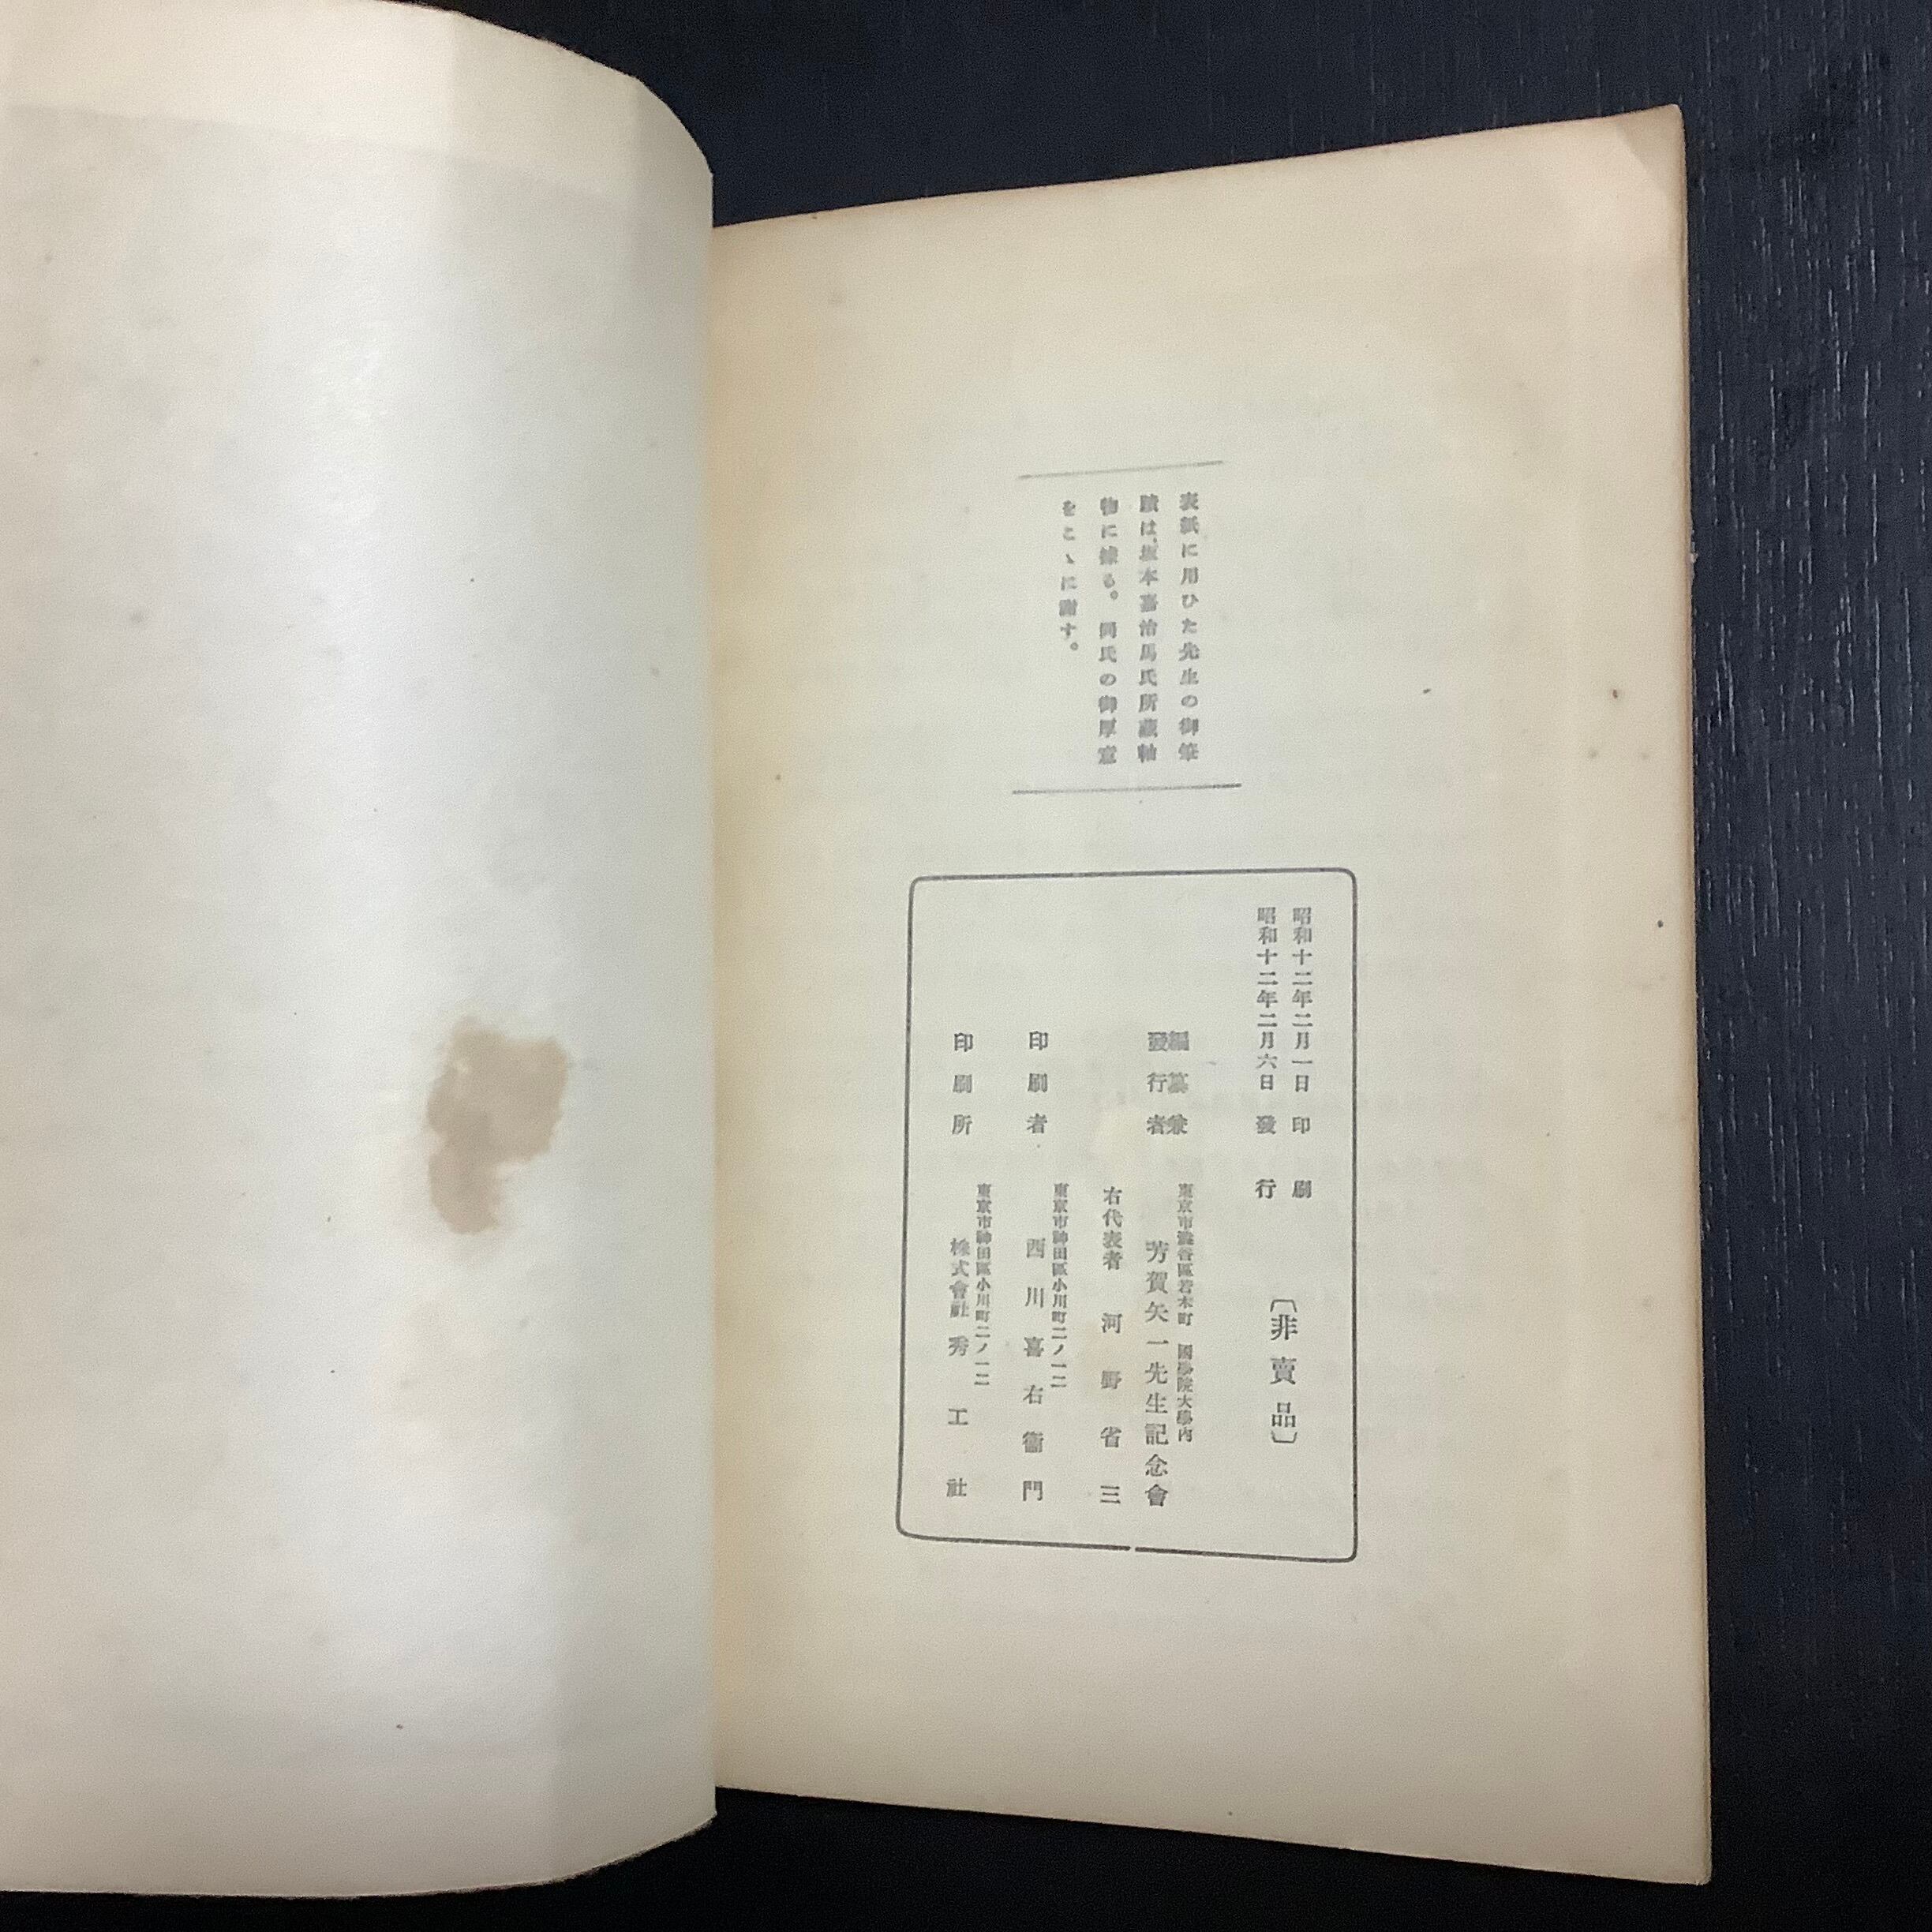 表紙に用ひた先生の御筆
蹟は、坂本嘉治馬氏所藏軸
物に據る。同氏の御厚意
をこゝに謝す。
昭和十二年二月一日 印刷
昭和十二年二月六日 發行
〔非賣品〕
編纂兼
發行者
東京市澁谷區若木町 國學院大學內
芳賀矢一先生記念會
右代表者 河野省三
印刷者
東京市神田區小川町二ノ一二
西川喜右衞門
印刷所
東京市神田區小川町二ノ一二
株式會社 秀工社